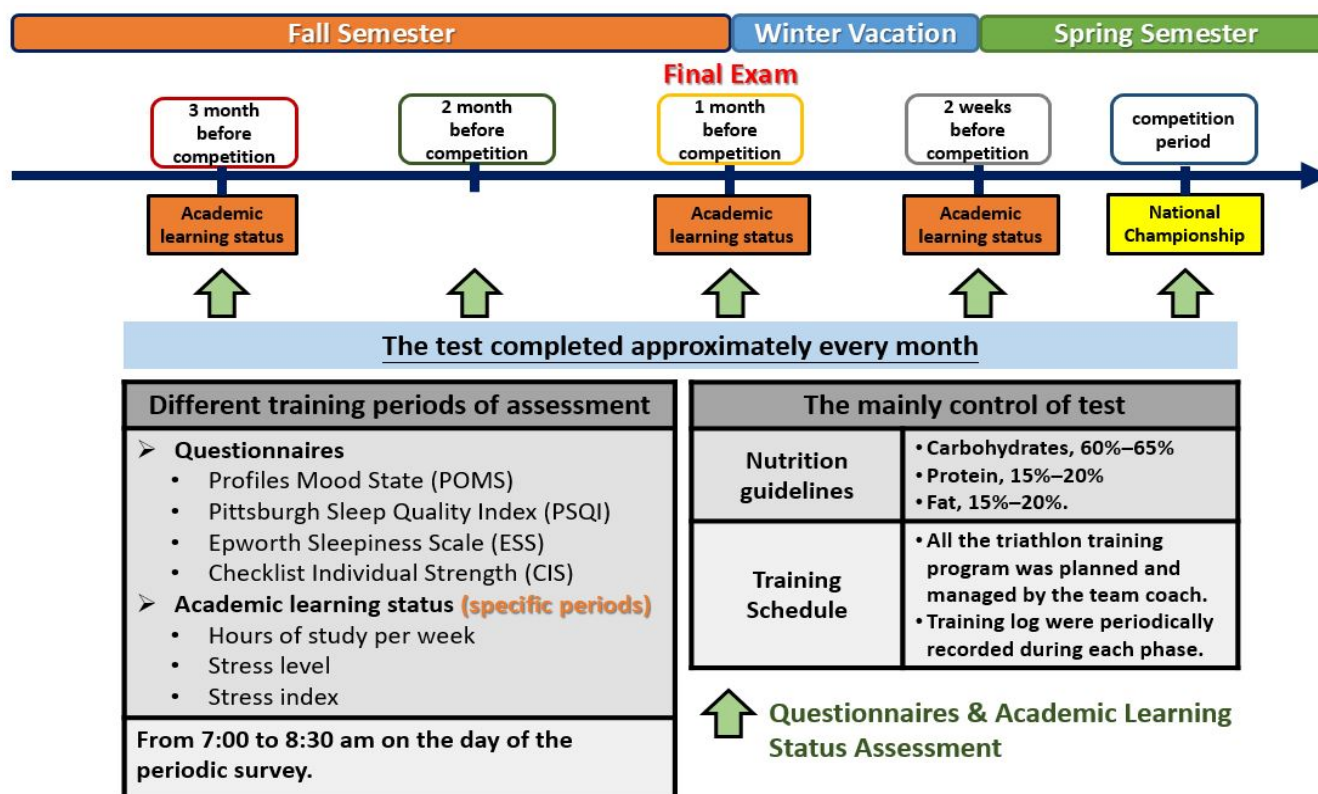 Fall Semester
Winter Vacation
Spring Semester
Final Exam
3 month
before
competition
2 month
before
competition
1 month
before
competition
2 weeks
before
competition
competition
period
Academic
learning status
Academic
learning status
Academic
learning status
National
Championship
The test completed approximately every month
Different training periods of assessment
➢ Questionnaires
• Profiles Mood State (POMS)
• Pittsburgh Sleep Quality Index (PSQI)
• Epworth Sleepiness Scale (ESS)
• Checklist Individual Strength (CIS)
➢ Academic learning status (specific periods)
• Hours of study per week
• Stress level
• Stress index
From 7:00 to 8:30 am on the day of the
periodic survey.
The mainly control of test
Nutrition
guidelines
• Carbohydrates, 60%–65%
• Protein, 15%–20%
• Fat, 15%–20%.
Training
Schedule
• All the triathlon training
program was planned and
managed by the team coach.
• Training log were periodically
recorded during each phase.
Questionnaires & Academic Learning
Status Assessment